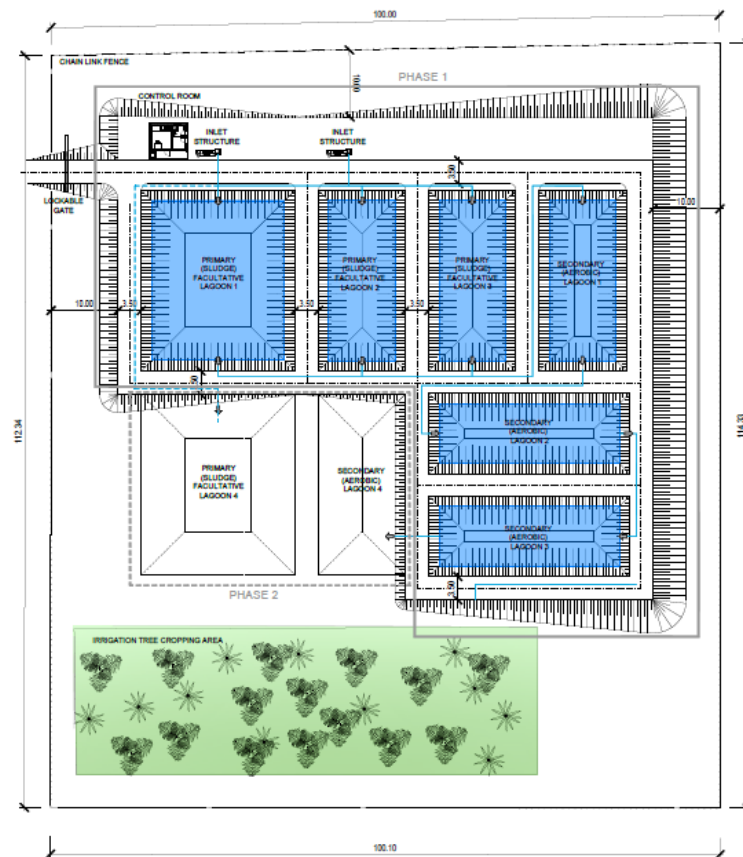 100.00
CHAIN LINK FENCE
10.00
PHASE 1
CONTROL ROOM
INLET
STRUCTURE
INLET
STRUCTURE
3.50
LOCKABLE
GATE
10.00
PRIMARY
(SLUDGE)
FACULTATIVE
LAGOON 1
PRIMARY
(SLUDGE)
FACULTATIVE
LAGOON 2
PRIMARY
(SLUDGE)
FACULTATIVE
LAGOON 3
SECONDARY
(AEROBIC)
LAGOON 1
10.00
3.50
3.50
3.50
SECONDARY
(AEROBIC)
LAGOON 2
112.34
114.33
PRIMARY
(SLUDGE)
FACULTATIVE
LAGOON 4
SECONDARY
(AEROBIC)
LAGOON 4
SECONDARY
(AEROBIC)
LAGOON 3
3.50
PHASE 2
IRRIGATION TREE CROPPING AREA
100.10